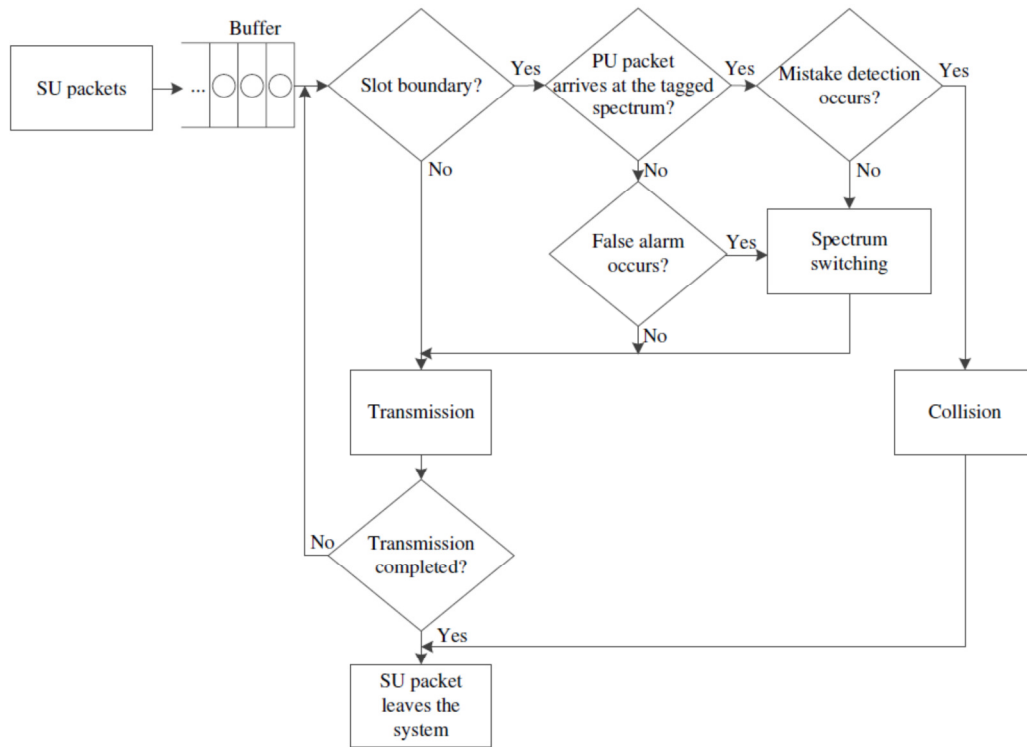 Buffer
SU packets
...
Slot boundary?
Yes
PU packet
arrives at the tagged
spectrum?
Yes
Mistake detection
occurs?
Yes
No
No
No
False alarm
occurs?
Yes
Spectrum
switching
No
Transmission
Collision
No
Transmission
completed?
Yes
SU packet
leaves the
system